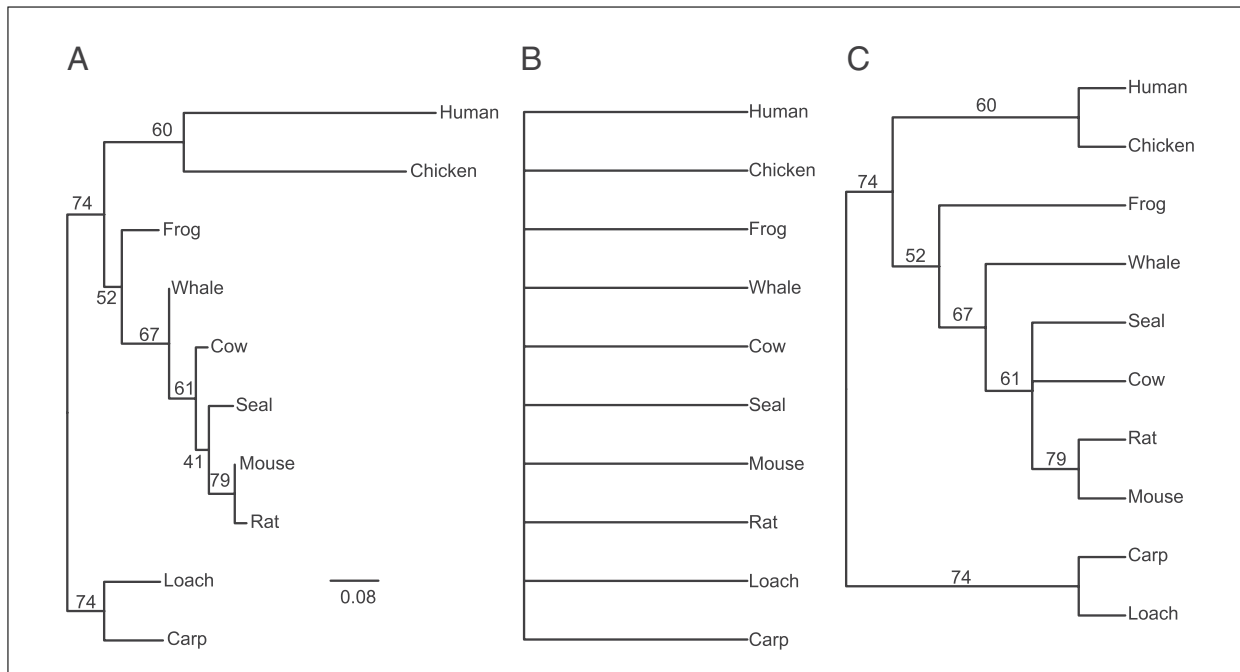 A
60
Human
Chicken
74
Frog
52
Whale
67
Cow
61
Seal
41
Mouse
79
Rat
Loach
74
Carp
0.08
B
Human
Chicken
Frog
Whale
Cow
Seal
Mouse
Rat
Loach
Carp
C
Human
60
Chicken
74
Frog
52
Whale
67
Seal
61
Cow
Rat
79
Mouse
Carp
74
Loach